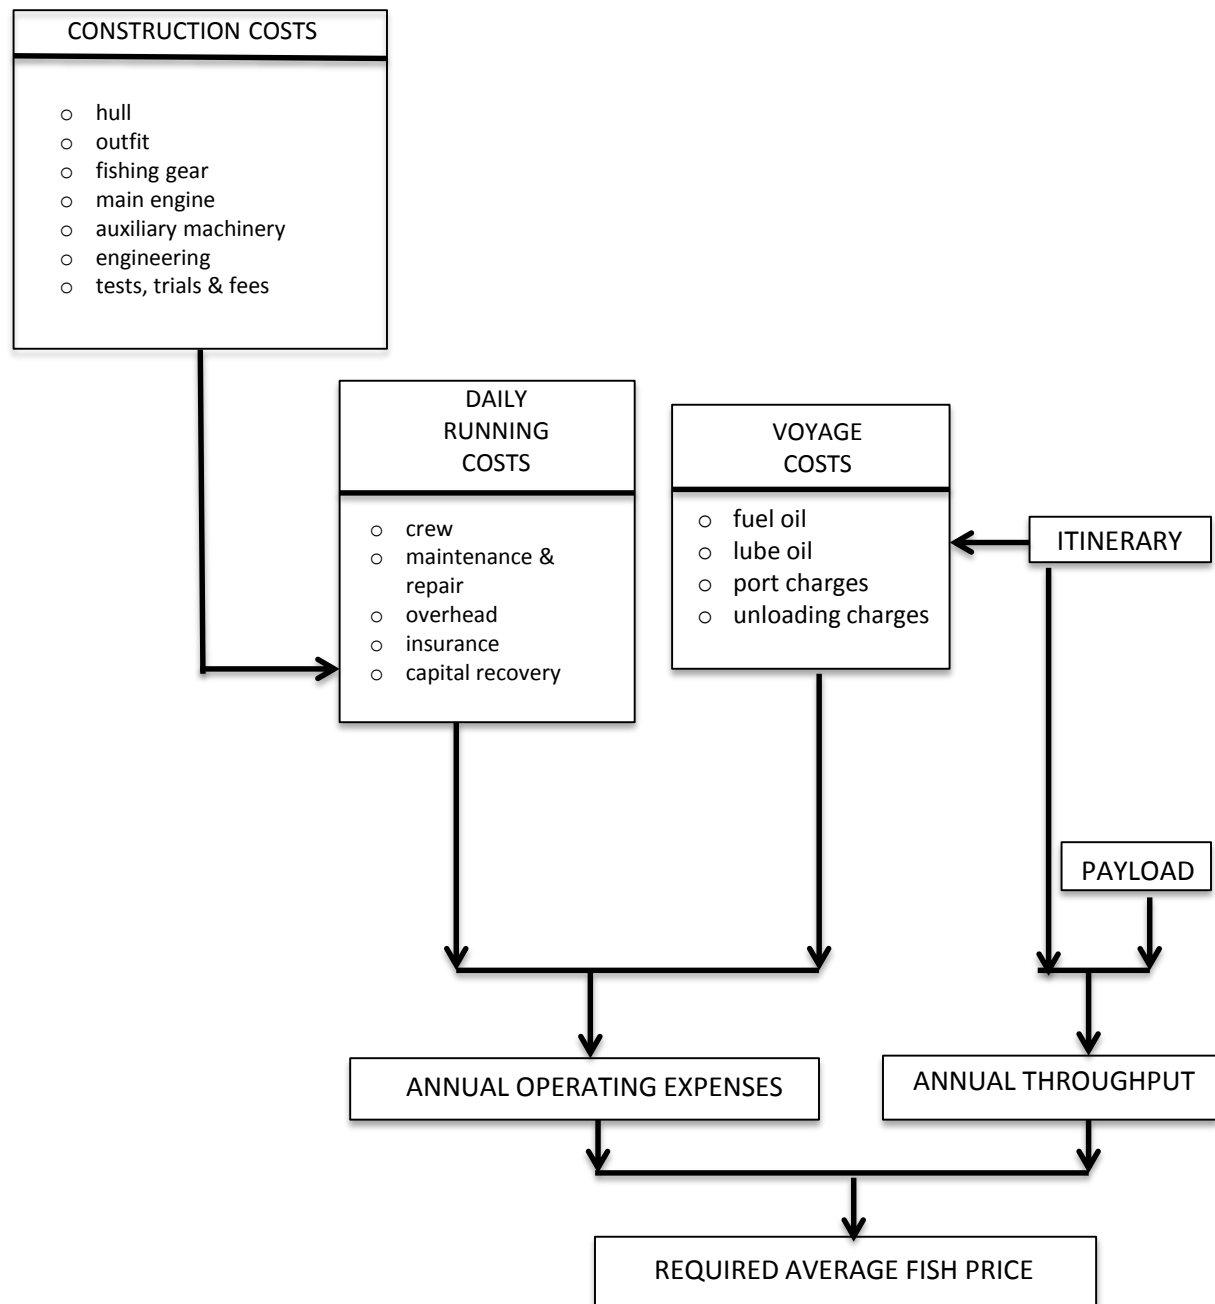 CONSTRUCTION COSTS
o hull
o outfit
o fishing gear
o main engine
o auxiliary machinery
o engineering
o tests, trials & fees
DAILY
RUNNING
COSTS
o crew
o maintenance &
repair
o overhead
o insurance
o capital recovery
VOYAGE
COSTS
o fuel oil
o lube oil
o port charges
o unloading charges
ITINERARY
PAYLOAD
ANNUAL OPERATING EXPENSES
ANNUAL THROUGHPUT
REQUIRED AVERAGE FISH PRICE